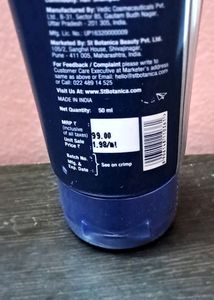 Manufactured By: Vedic Cosmeceuticals Pvt.
Ltd. - B-31, Sector 85, Gautam Budh Nagar,
Uttar Pradesh - 201 305, India.
Mfg. Lic. No.: UP16320000009
Marketed By: St Botanica Beauty Pvt. Ltd.
105/2, Ganghar House, Shivajinagar,
Pune - 411 005, Maharashtra, India.
For Feedback / Complaint please write to
Customer Care Executive at Marketer's address
same as above or Email: hello@stbotanica.com
or Call: 022 489 14 525
Visit us at www.StBotanica.com
MADE IN INDIA
Net Quantity: 50 ml
MRP ₹
(inclusive
of all taxes)
99.00
Unit Sale
Price ₹
1.98/ml
Batch No.
Mfg. &
Exp. Date
See on crimp